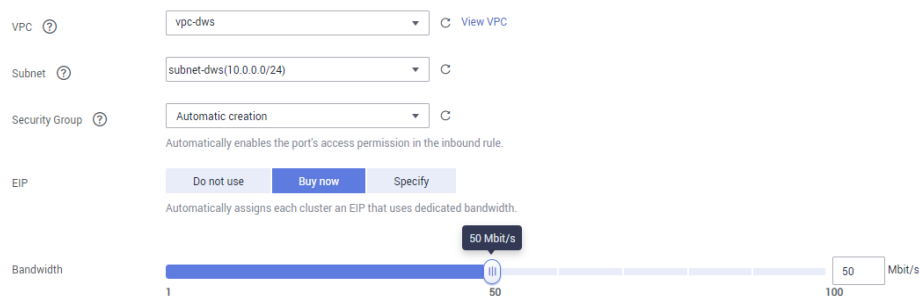 VPC ? vpc-dws View VPC
Subnet ? subnet-dws(10.0.0.0/24)
Security Group ? Automatic creation
Automatically enables the port's access permission in the inbound rule.
EIP Do not use Buy now Specify
Automatically assigns each cluster an EIP that uses dedicated bandwidth.
50 Mbit/s
Bandwidth 50 Mbit/s
1 50 100